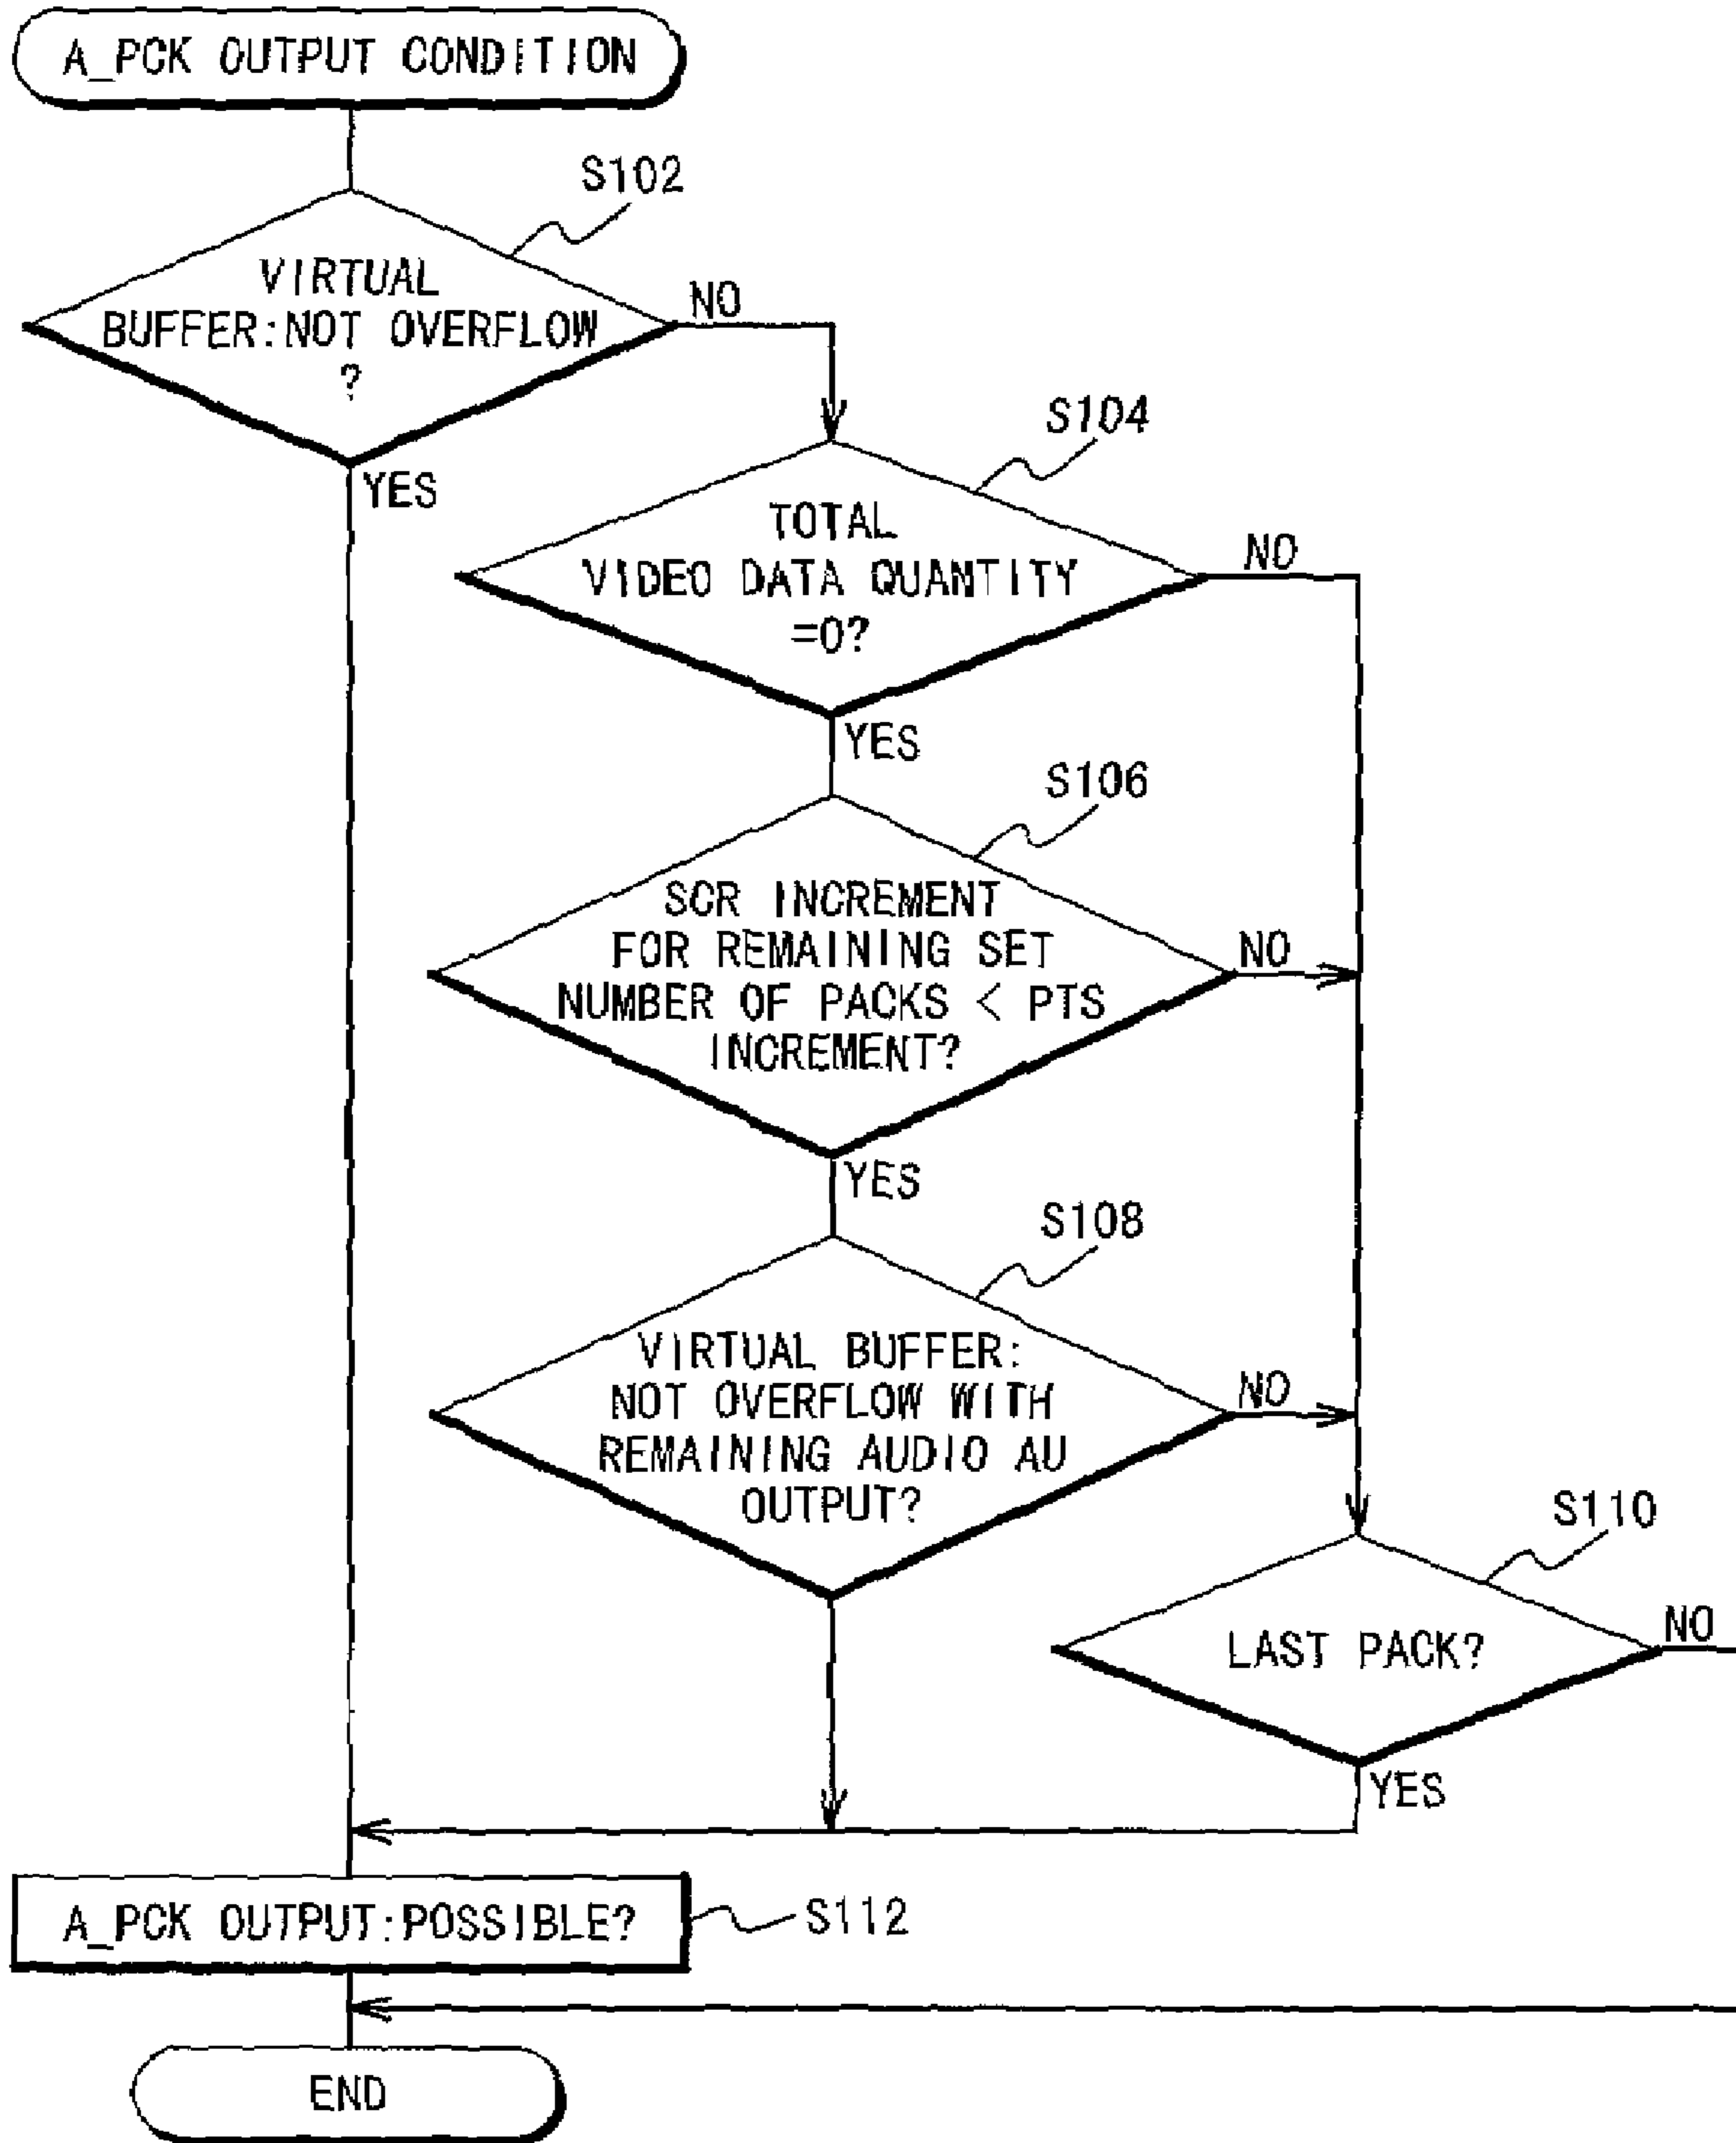 A_PCK OUTPUT CONDITION
S102
VIRTUAL
BUFFER:NOT OVERFLOW
?
NO
YES
S104
TOTAL
VIDEO DATA QUANTITY
=0?
NO
YES
S106
SCR INCREMENT
FOR REMAINING SET
NUMBER OF PACKS < PTS
INCREMENT?
NO
YES
S108
VIRTUAL BUFFER:
NOT OVERFLOW WITH
REMAINING AUDIO AU
OUTPUT?
NO
S110
LAST PACK?
NO
YES
A_PCK OUTPUT:POSSIBLE?
S112
END